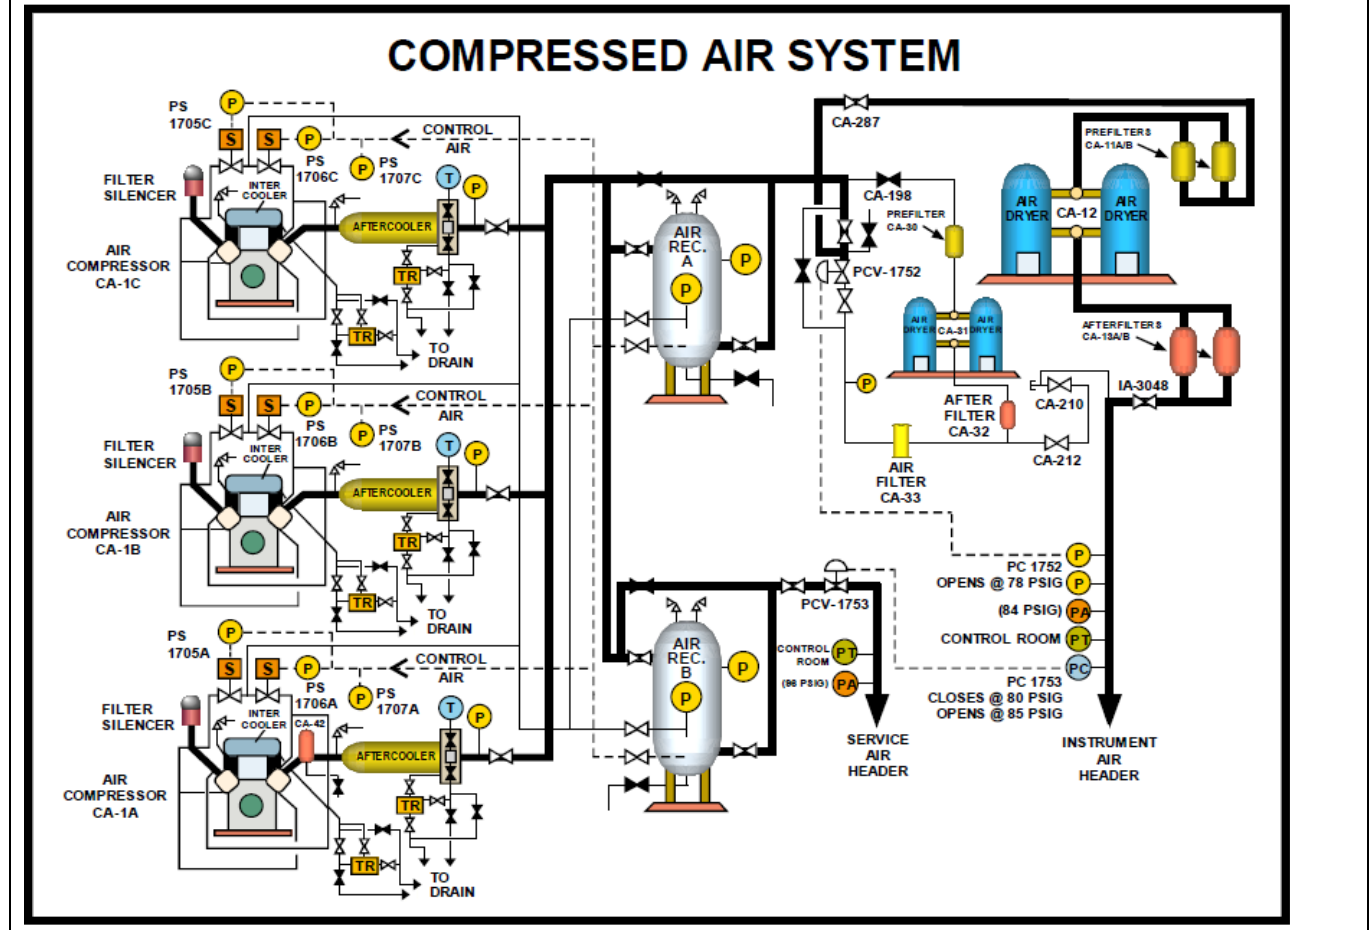 COMPRESSED AIR SYSTEM
PS
1705C
P
S
S
P
PS
1706C
P
PS
1707C
CONTROL
AIR
FILTER
SILENCER
INTER
COOLER
AFTERCOOLER
T
P
AIR
COMPRESSOR
CA-1C
TR
TR
TO
DRAIN
PS
1705B
P
S
S
P
PS
1706B
P
PS
1707B
CONTROL
AIR
FILTER
SILENCER
INTER
COOLER
AFTERCOOLER
T
P
AIR
COMPRESSOR
CA-1B
TR
TR
TO
DRAIN
PS
1705A
P
S
S
P
PS
1706A
P
PS
1707A
CONTROL
AIR
FILTER
SILENCER
INTER
COOLER
CA-42
AFTERCOOLER
T
P
AIR
COMPRESSOR
CA-1A
TR
TR
TO
DRAIN
AIR
REC.
A
P
P
AIR
REC.
B
P
P
CA-287
CA-198
PREFILTER
CA-30
PCV-1752
AIR
DRYER
CA-31
AIR
DRYER
P
AFTER
FILTER
CA-32
AIR
FILTER
CA-33
CA-210
CA-212
PREFILTERS
CA-11A/B
AIR
DRYER
CA-12
AIR
DRYER
AFTERFILTERS
CA-13A/B
IA-3048
PCV-1753
CONTROL
ROOM
PT
(96 PSIG)
PA
SERVICE
AIR
HEADER
P
PC 1752
OPENS @ 78 PSIG
P
(84 PSIG)
PA
CONTROL ROOM
PT
PC
PC 1753
CLOSES @ 80 PSIG
OPENS @ 85 PSIG
INSTRUMENT
AIR
HEADER